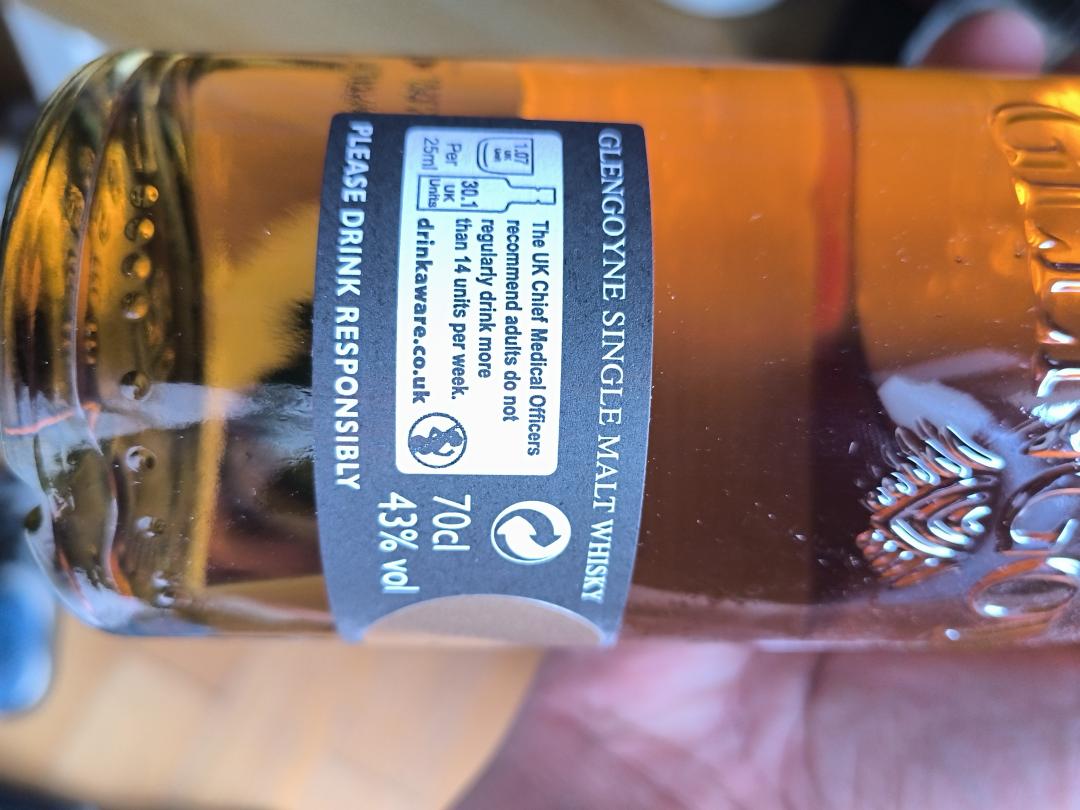 GLENGOYNE SINGLE MALT WHISKY
1.07
UK
Unit
Per
25ml
30.1
UK
Units
The UK Chief Medical Officers
recommend adults do not
regularly drink more
than 14 units per week.
drinkaware.co.uk
70cl
43% vol
PLEASE DRINK RESPONSIBLY